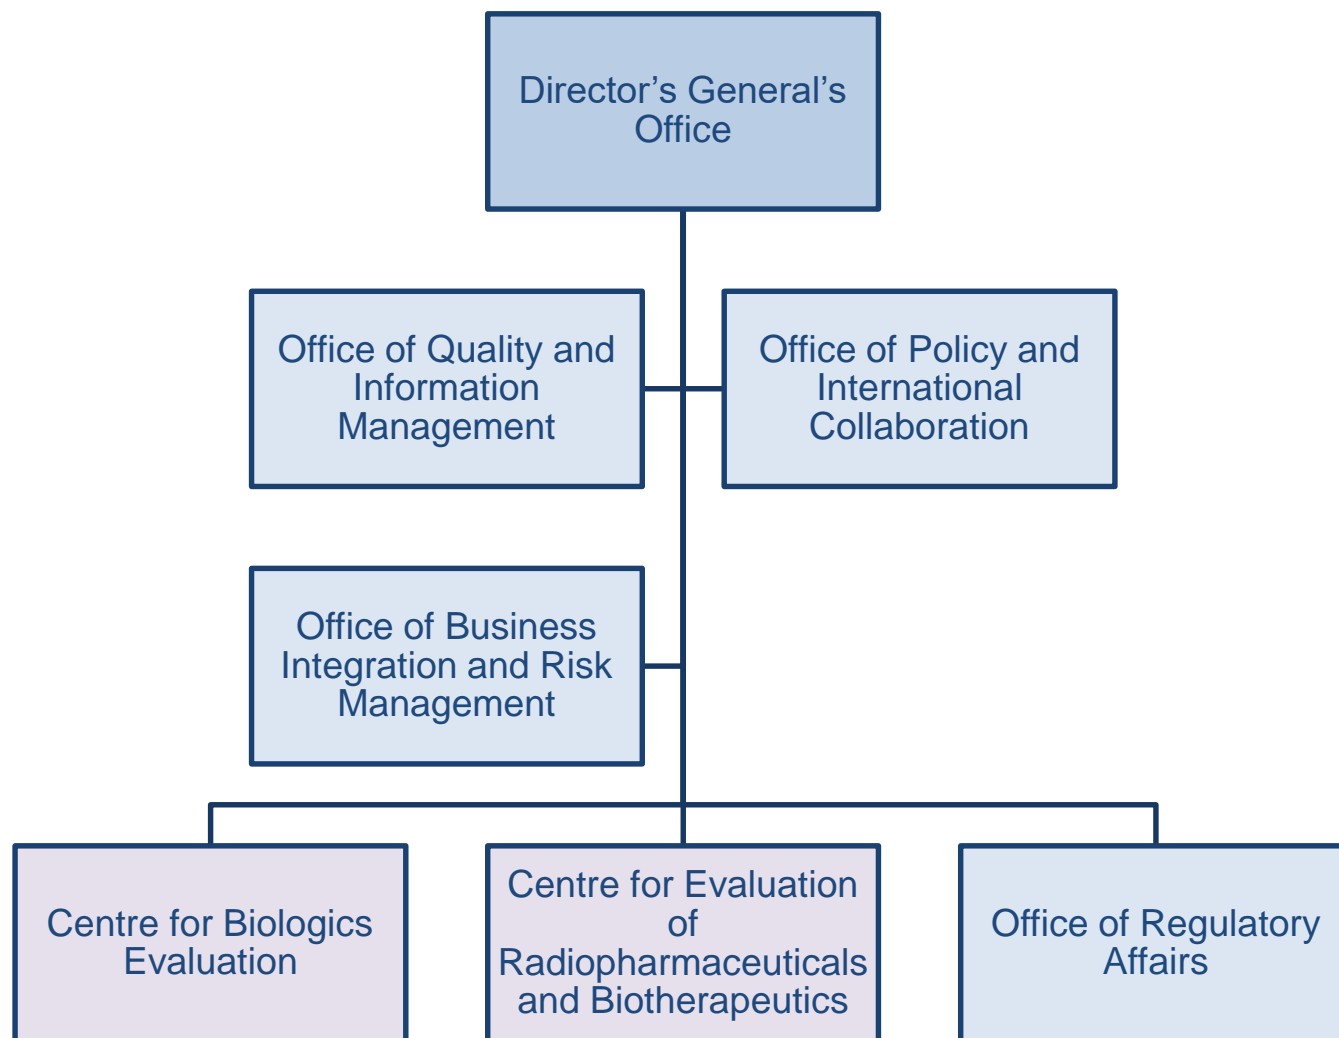 Director’s General’s
Office
Office of Quality and
Information
Management
Office of Policy and
International
Collaboration
Office of Business
Integration and Risk
Management
Centre for Biologics
Evaluation
Centre for Evaluation
of
Radiopharmaceuticals
and Biotherapeutics
Office of Regulatory
Affairs